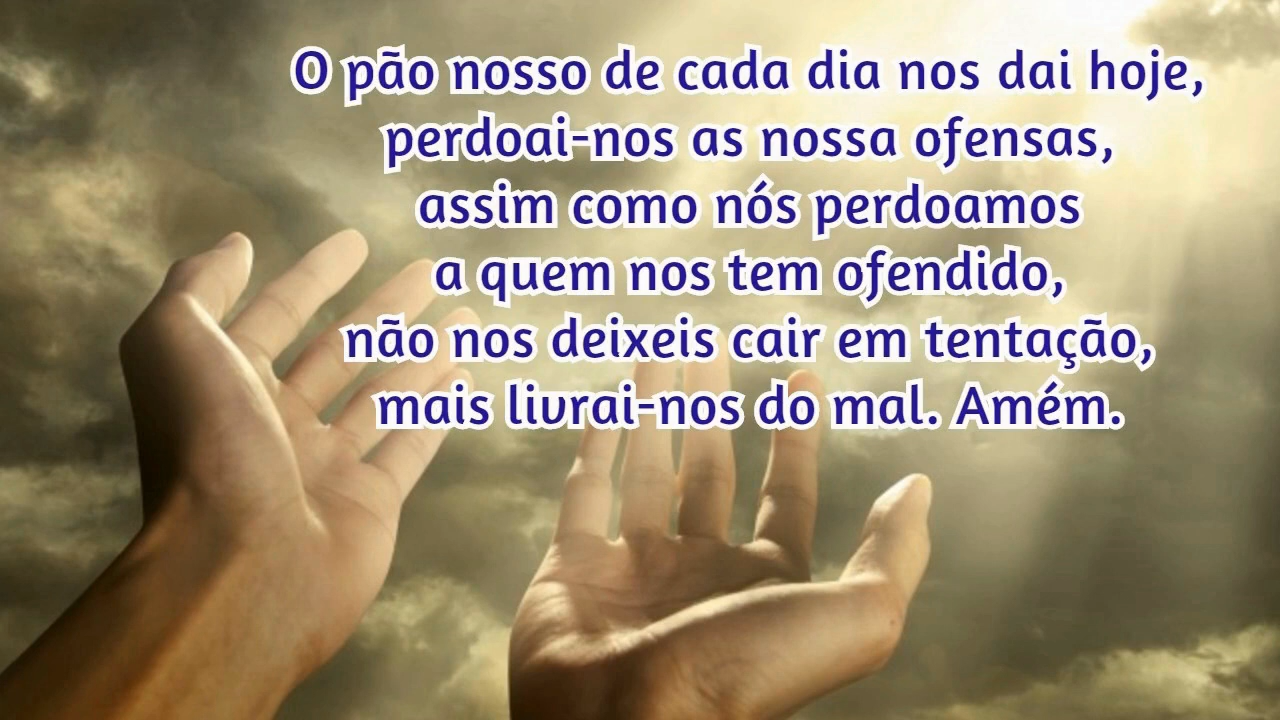 O pão nosso de cada dia nos dai hoje,
perdoai-nos as nossa ofensas,
assim como nós perdoamos
a quem nos tem ofendido,
não nos deixeis cair em tentação,
mais livrai-nos do mal. Amém.